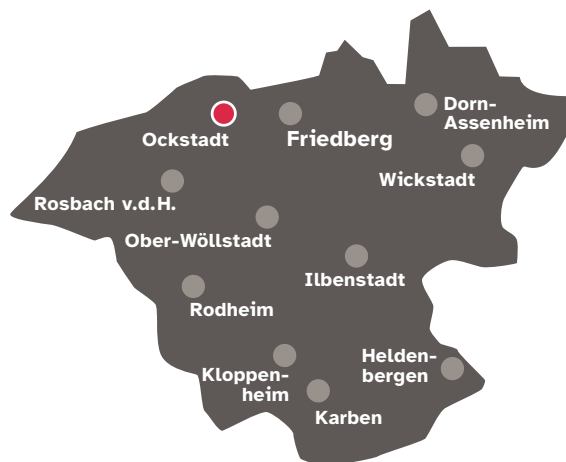 Dorn-
Assenheim
Ockstadt
Friedberg
Wickstadt
Rosbach v.d.H.
Ober-Wöllstadt
Ilbenstadt
Rodheim
Helden-
bergen
Kloppen-
heim
Karben